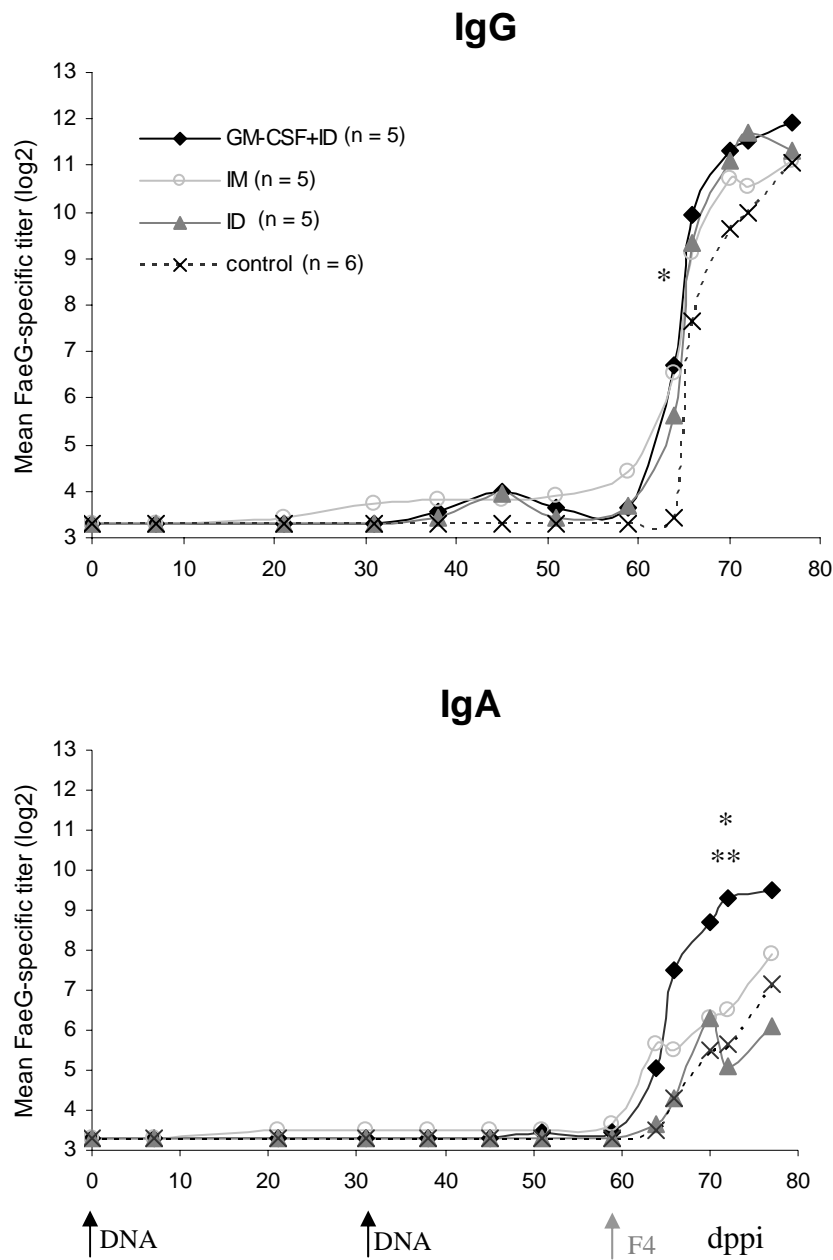 IgG
Mean FaeG-specific titer (log2)
13
12
11
10
9
8
7
6
5
4
3
GM-CSF+ID (n = 5)
IM (n = 5)
ID (n = 5)
control (n = 6)
*
0 10 20 30 40 50 60 70 80
IgA
Mean FaeG-specific titer (log2)
13
12
11
10
9
8
7
6
5
4
3
*
**
0 10 20 30 40 50 60 70 80
DNA DNA F4 dppi